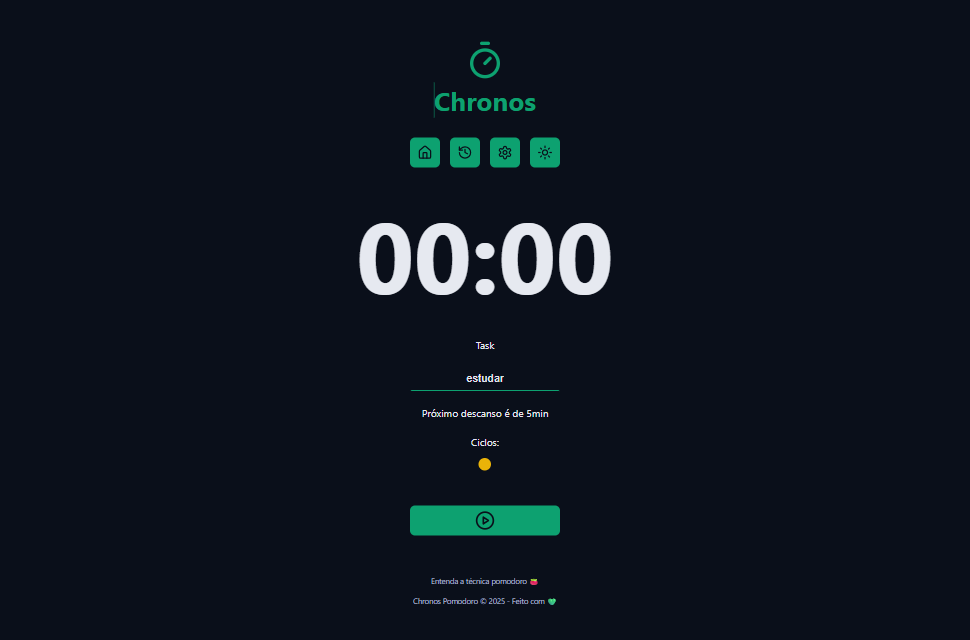 Chronos
00:00
Task
estudar
Próximo descanso é de 5min
Ciclos:
Entenda a técnica pomodoro
Chronos Pomodoro © 2025 - Feito com